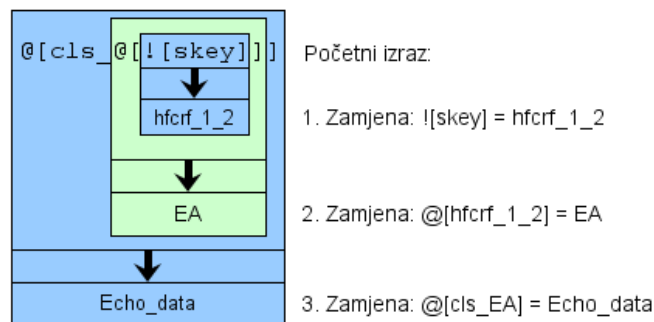 @[cls_@[![skey]]] Početni izraz:
hfcrf_1_2 1. Zamjena: ![skey] = hfcrf_1_2
EA 2. Zamjena: @[hfcrf_1_2] = EA
Echo_data 3. Zamjena: @[cls_EA] = Echo_data